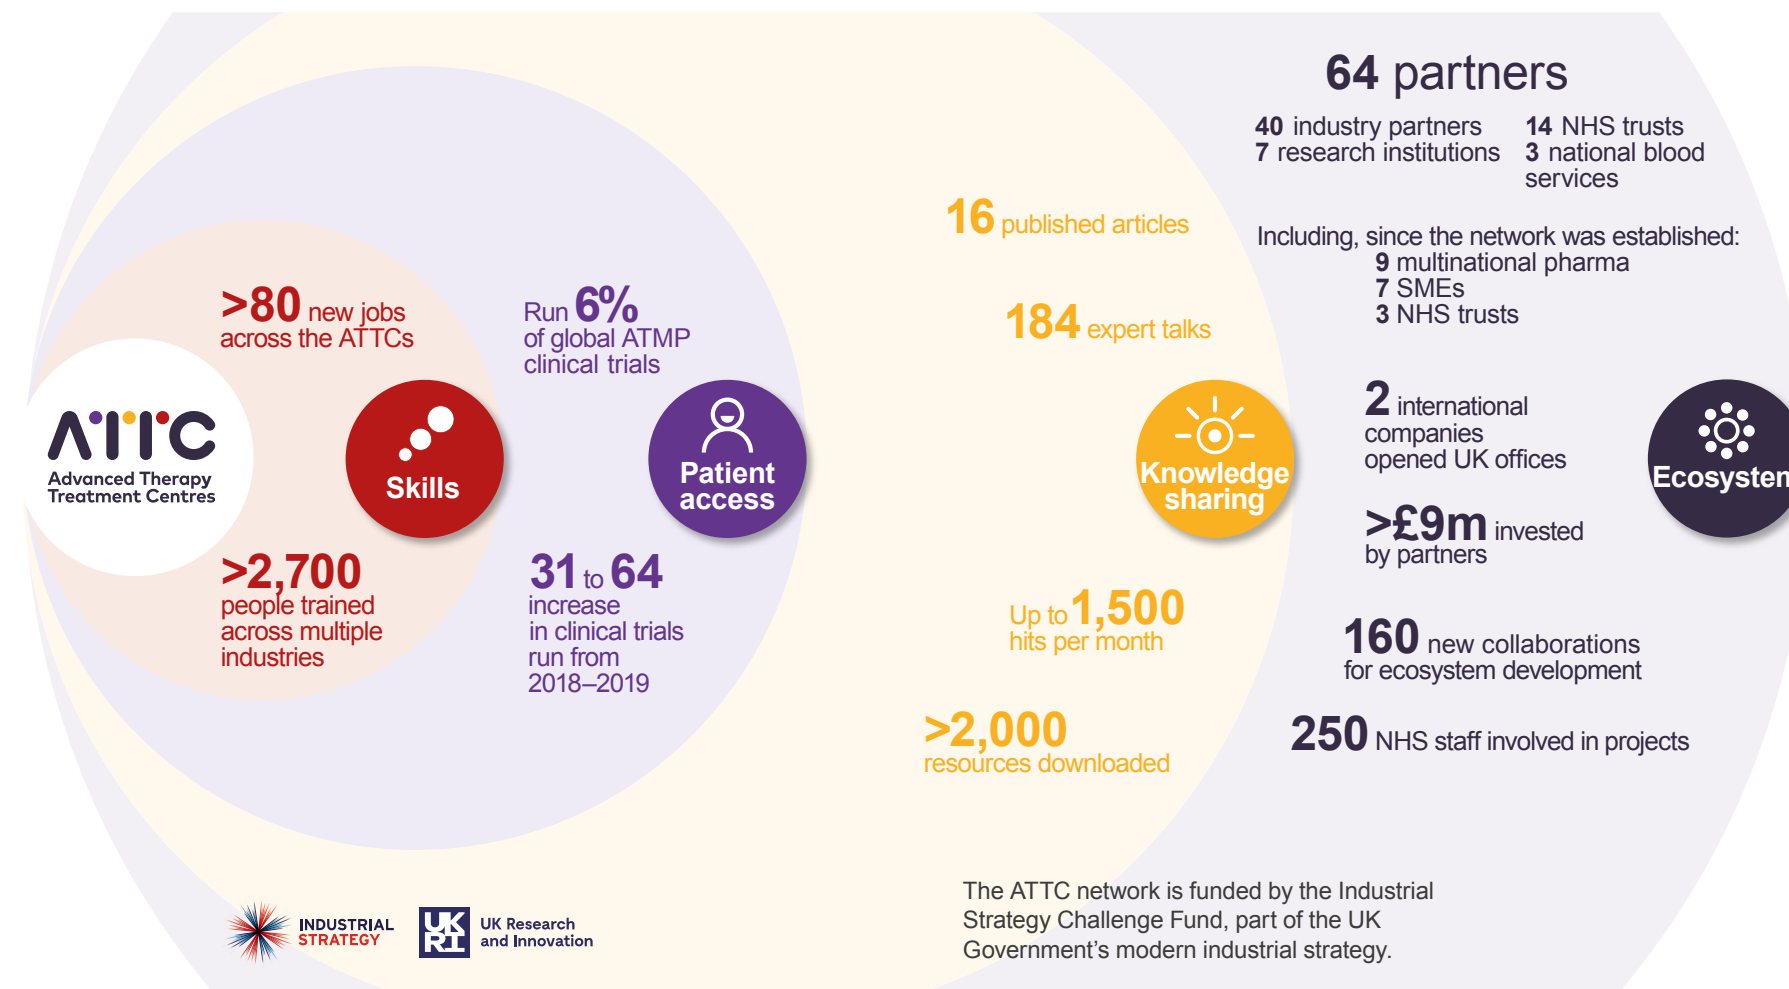 ATTC
Advanced Therapy
Treatment Centres
>80 new jobs
across the ATTCs
Skills
>2,700
people trained
across multiple
industries
Run 6%
of global ATMP
clinical trials
Patient
access
31 to 64
increase
in clinical trials
run from
2018–2019
16 published articles
184 expert talks
Knowledge
sharing
Up to 1,500
hits per month
>2,000
resources downloaded
64 partners
40 industry partners
7 research institutions
14 NHS trusts
3 national blood
services
Including, since the network was established:
9 multinational pharma
7 SMEs
3 NHS trusts
2 international
companies
opened UK offices
>£9m invested
by partners
Ecosystem
160 new collaborations
for ecosystem development
250 NHS staff involved in projects
INDUSTRIAL
STRATEGY
UK
RI
UK Research
and Innovation
The ATTC network is funded by the Industrial
Strategy Challenge Fund, part of the UK
Government’s modern industrial strategy.